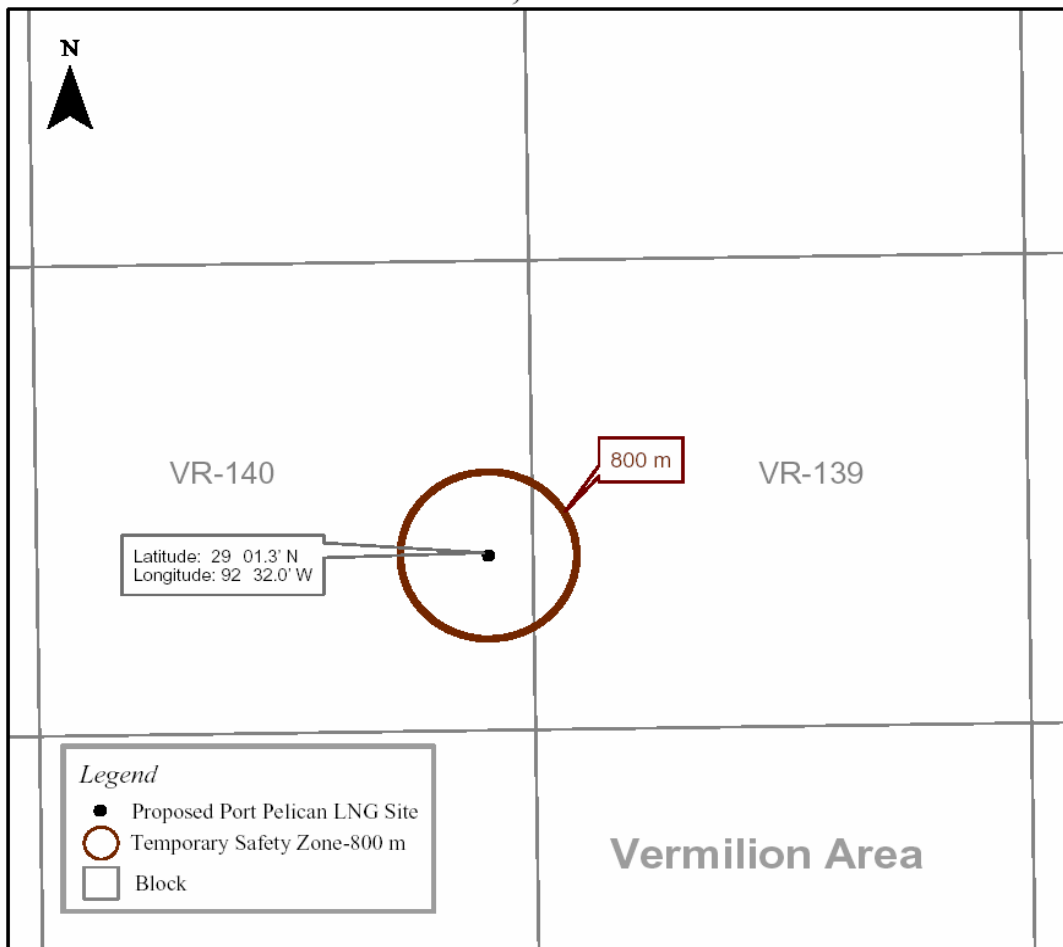 N
800 m
VR-140
VR-139
Latitude: 29 01.3' N
Longitude: 92 32.0' W
Legend
Proposed Port Pelican LNG Site
Temporary Safety Zone-800 m
Block
Vermilion Area